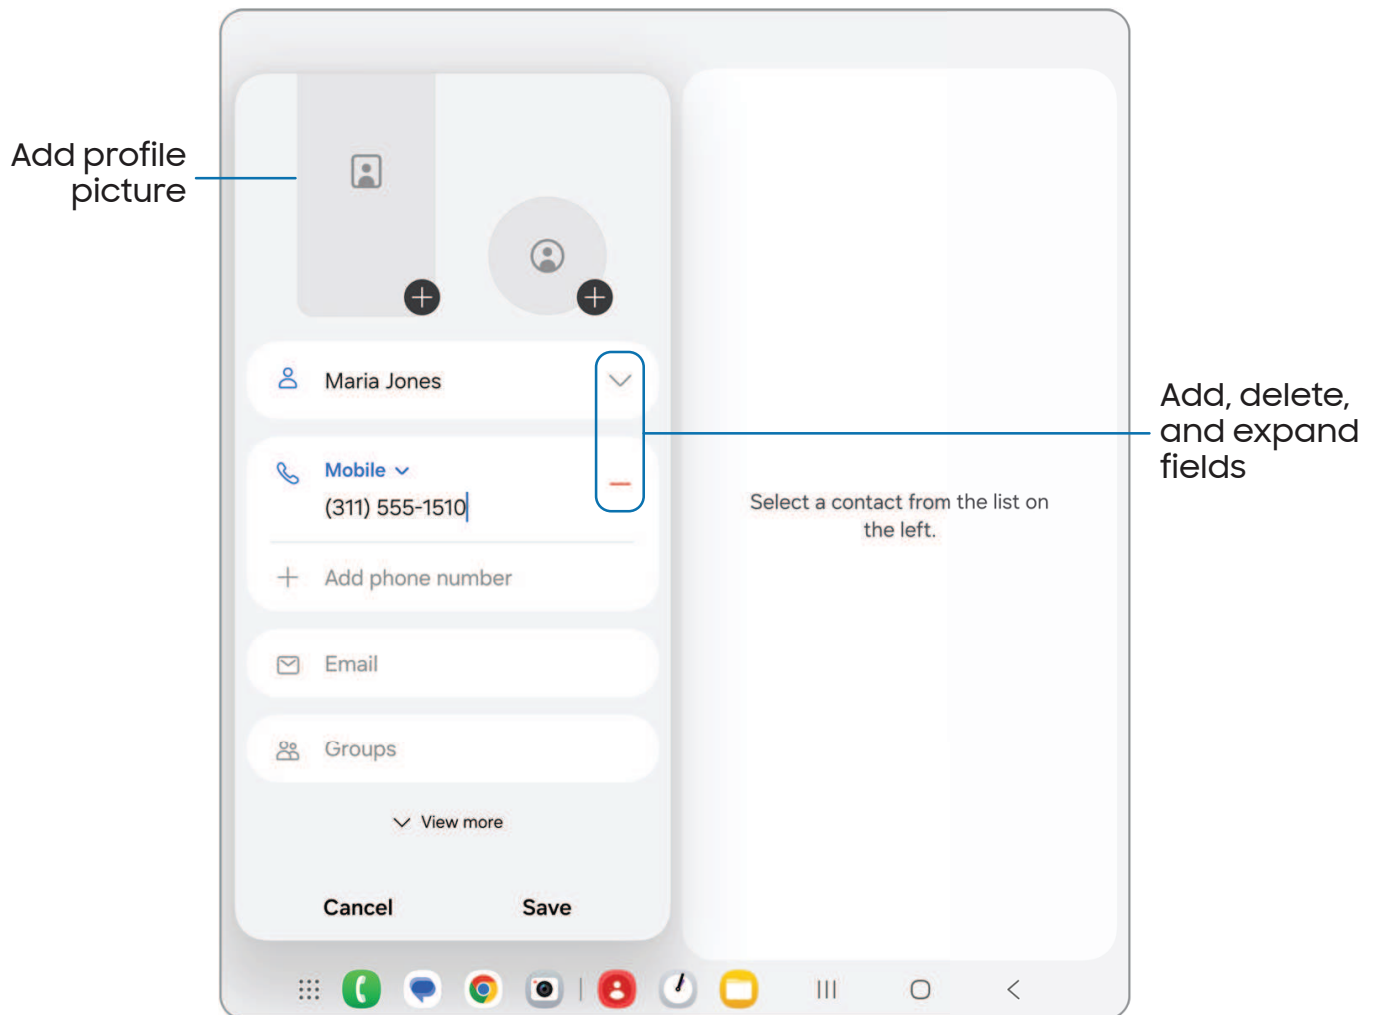 Add profile
picture
Maria Jones
Mobile
(311) 555-1510
Add phone number
Email
Groups
View more
Cancel
Save
Add, delete,
and expand
fields
Select a contact from the list on
the left.